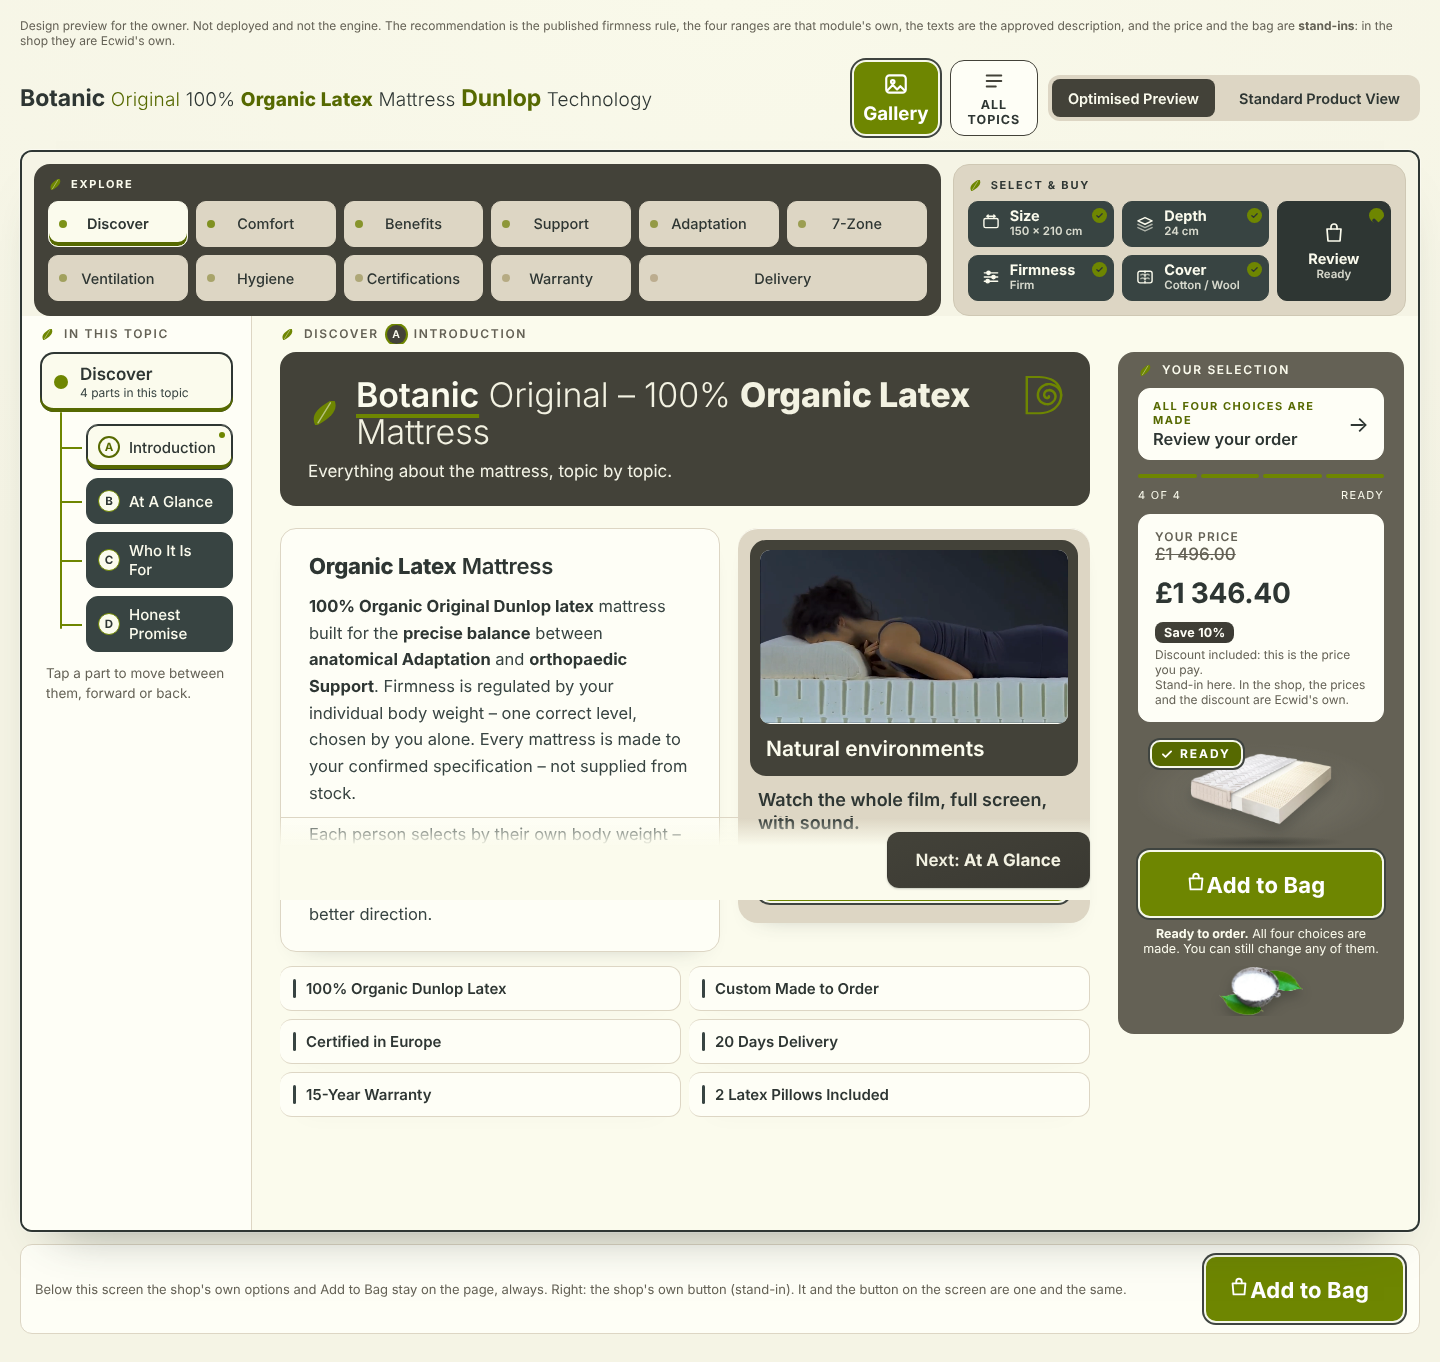 Design preview for the owner. Not deployed and not the engine. The recommendation is the published firmness rule, the four ranges are that module's own, the texts are the approved description, and the price and the bag are stand-ins: in the
shop they are Ecwid's own.
Botanic Original 100% Organic Latex Mattress Dunlop Technology
Gallery
ALL
TOPICS
Optimised Preview
Standard Product View
EXPLORE
Discover
Comfort
Benefits
Support
Adaptation
7-Zone
Ventilation
Hygiene
Certifications
Warranty
Delivery
SELECT & BUY
Size
150 × 210 cm
Depth
24 cm
Firmness
Firm
Cover
Cotton / Wool
Review
Ready
IN THIS TOPIC
Discover
4 parts in this topic
A Introduction
B At A Glance
C Who It Is
For
D Honest
Promise
Tap a part to move between
them, forward or back.
DISCOVER A INTRODUCTION
Botanic Original – 100% Organic Latex
Mattress
Everything about the mattress, topic by topic.
Organic Latex Mattress
100% Organic Original Dunlop latex mattress
built for the precise balance between
anatomical Adaptation and orthopaedic
Support. Firmness is regulated by your
individual body weight – one correct level,
chosen by you alone. Every mattress is made to
your confirmed specification – not supplied from
stock.
Each person selects by their own body weight –
better direction.
Natural environments
Watch the whole film, full screen,
with sound.
Next: At A Glance
100% Organic Dunlop Latex
Custom Made to Order
Certified in Europe
20 Days Delivery
15-Year Warranty
2 Latex Pillows Included
YOUR SELECTION
ALL FOUR CHOICES ARE
MADE
Review your order
4 OF 4
READY
YOUR PRICE
£1 496.00
£1 346.40
Save 10%
Discount included: this is the price
you pay.
Stand-in here. In the shop, the prices
and the discount are Ecwid's own.
READY
Add to Bag
Ready to order. All four choices are
made. You can still change any of them.
Below this screen the shop's own options and Add to Bag stay on the page, always. Right: the shop's own button (stand-in). It and the button on the screen are one and the same.
Add to Bag